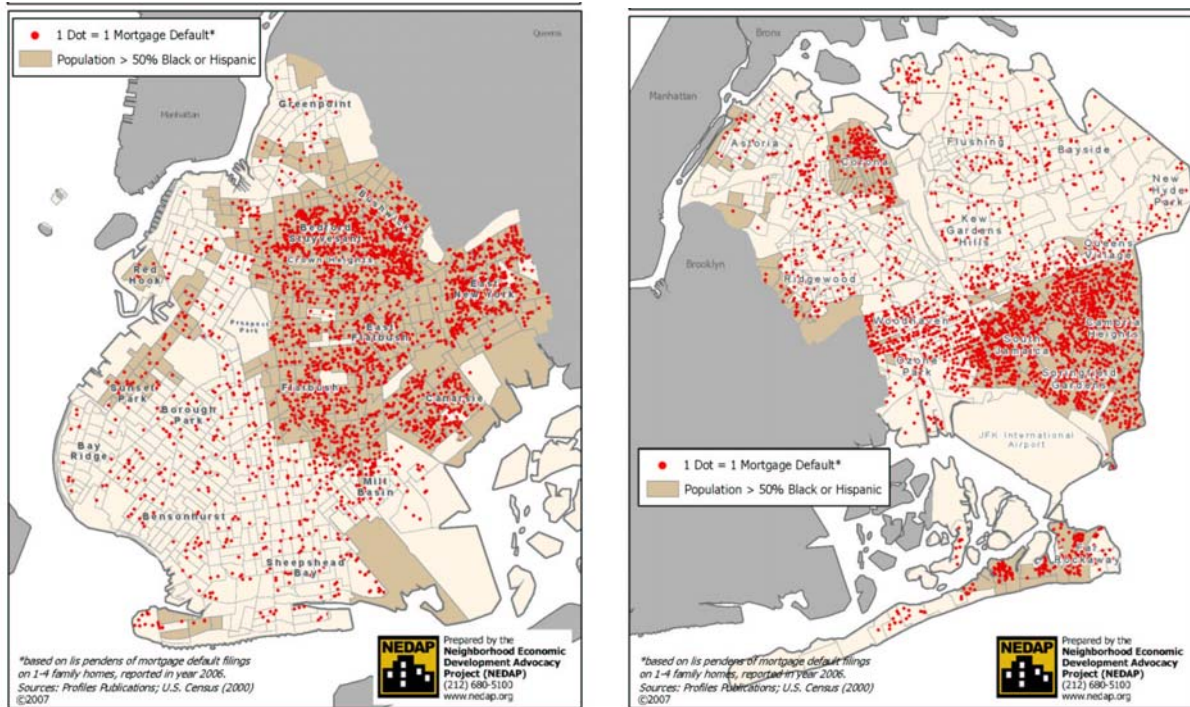 1 Dot = 1 Mortgage Default*
Population > 50% Black or Hispanic
Queens
Manhattan
Greenpoint
Bushwick
Bedford
Stuyvesant
Crown Heights
Red
Hook
East
New York
Prospect
Park
East
Flatbush
Sunset
Park
Flatbush
Canarsie
Borough
Park
Bay
Ridge
Mill
Basin
Bensonhurst
Sheepshead
Bay
*based on lis pendens of mortgage default filings
on 1-4 family homes, reported in year 2006.
Sources: Profiles Publications; U.S. Census (2000)
©2007
NEDAP
Prepared by the
Neighborhood Economic
Development Advocacy
Project (NEDAP)
(212) 680-5100
www.nedap.org
Bronx
Manhattan
Astoria
Corona
Flushing
Bayside
New
Hyde
Park
Kew
Gardens
Hills
Queens
Village
Brooklyn
Ridgewood
Woodhaven
Cambria
Heights
South
Jamaica
Ozone
Park
Springfield
Gardens
JFK International
Airport
1 Dot = 1 Mortgage Default*
Population > 50% Black or Hispanic
Far
Rockaway
*based on lis pendens of mortgage default filings
on 1-4 family homes, reported in year 2006.
Sources: Profiles Publications; U.S. Census (2000)
©2007
NEDAP
Prepared by the
Neighborhood Economic
Development Advocacy
Project (NEDAP)
(212) 680-5100
www.nedap.org